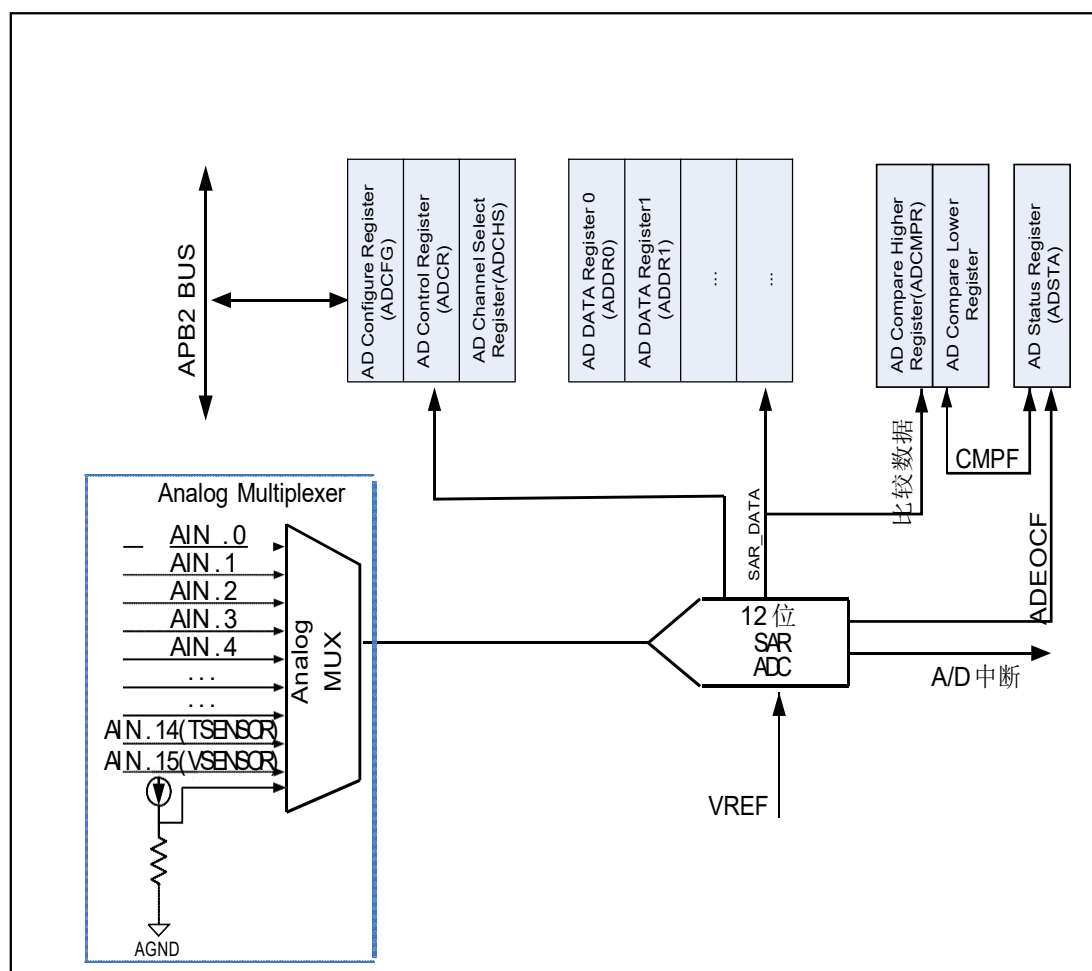 APB2 BUS
AD Configure Register
(ADCFG)
AD Control Register
(ADCR)
AD Channel Select
Register(ADCHS)
AD DATA Register 0
(ADDR0)
AD DATA Register1
(ADDR1)
...
...
AD Compare Higher
Register(ADCMPR)
AD Compare Lower
Register
AD Status Register
(ADSTA)
比较数据
CMPF
SAR_DATA
ADEOCF
Analog Multiplexer
AIN .0
AIN.1
AIN.2
AIN.3
AIN.4
...
...
AIN.14(TSENSOR)
AIN.15(VSENSOR)
Analog
MUX
AGND
12 位
SAR
ADC
A/D 中断
VREF